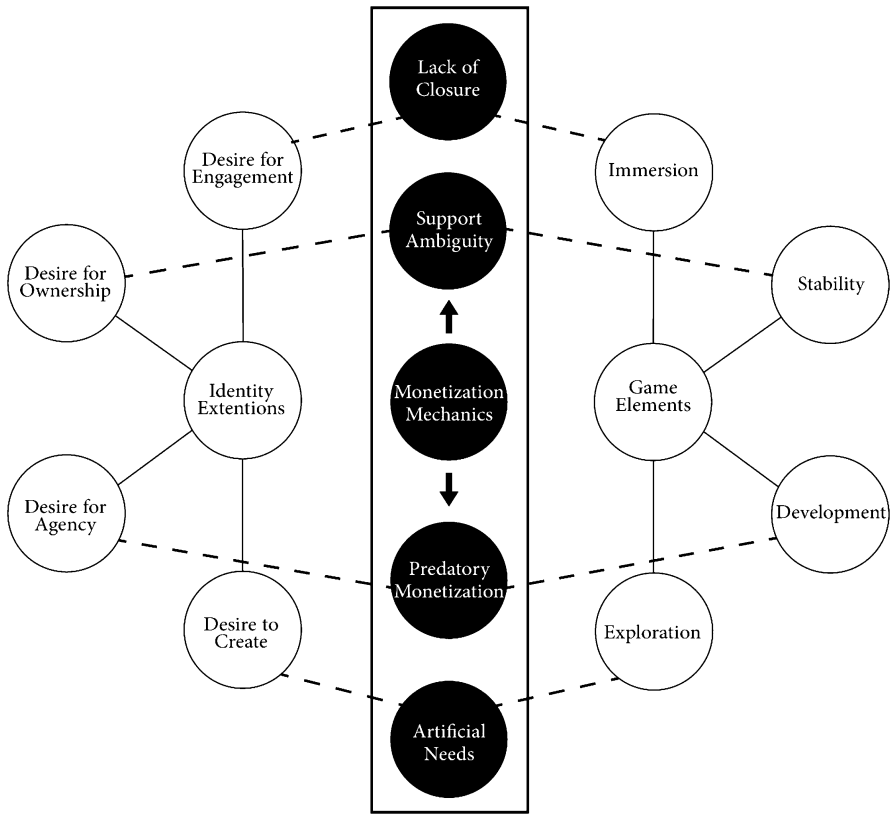 Lack of
Closure
Desire for
Engagement
Immersion
Support
Ambiguity
Desire for
Ownership
Stability
Identity
Extentions
Monetization
Mechanics
Game
Elements
Desire for
Agency
Development
Predatory
Monetization
Desire to
Create
Exploration
Artificial
Needs